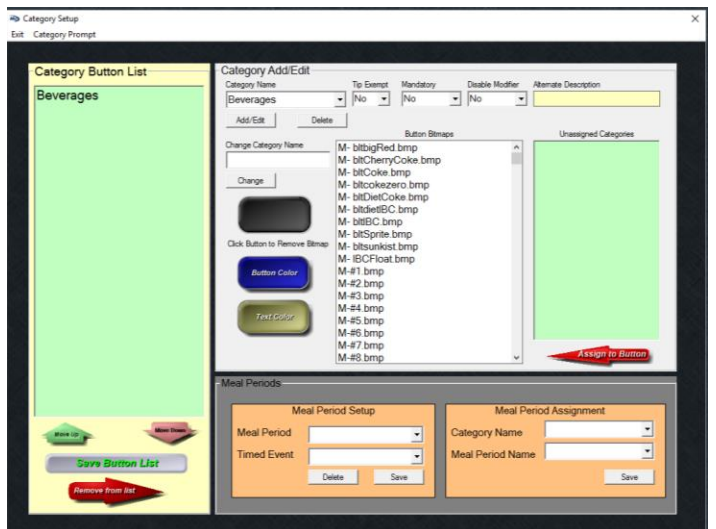 Category Setup
Exit Category Prompt
Category Button List
Beverages
Move Up
Move Down
Save Button List
Remove from list
Category Add/Edit
Category Name
Tip Exempt
Mandatory
Disable Modifier
Alternate Description
Beverages
No
No
No
Add/Edit
Delete
Button Bitmaps
Unassigned Categories
Change Category Name
Change
Click Button to Remove Bitmap
Button Color
Text Color
M- bltbigRed.bmp
M- bltCherryCoke.bmp
M- bltCoke.bmp
M- bltcokezero.bmp
M- bltDietCoke.bmp
M- bltdietIBC.bmp
M- bltIBC.bmp
M- bltSprite.bmp
M- bltsunkist.bmp
M- IBCFloat.bmp
M-#1.bmp
M-#2.bmp
M-#3.bmp
M-#4.bmp
M-#5.bmp
M-#6.bmp
M-#7.bmp
M-#8.bmp
Assign to Button
Meal Periods
Meal Period Setup
Meal Period
Timed Event
Delete
Save
Meal Period Assignment
Category Name
Meal Period Name
Save